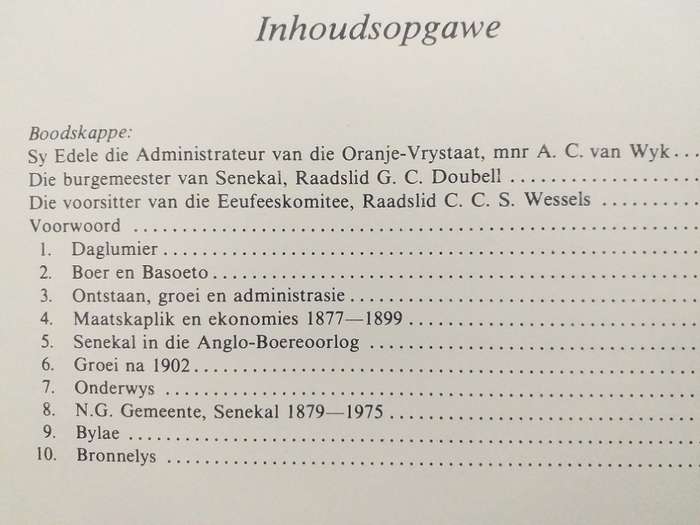 Inhoudsopgawe
Boodskappe:
Sy Edele die Administrateur van die Oranje-Vrystaat, mnr A. C. van Wyk...
Die burgemeester van Senekal, Raadslid G. C. Doubell ....................
Die voorsitter van die Eeufeeskomitee, Raadslid C. C. S. Wessels ..........
Voorwoord ............................................................
1. Daglumier.........................................................
2. Boer en Basoeto...................................................
3. Ontstaan, groei en administrasie...................................
4. Maatskaplik en ekonomies 1877—1899..............................
5. Senekal in die Anglo-Boereoorlog ..................................
6. Groei na 1902.....................................................
7. Onderwys .........................................................
8. N.G. Gemeente, Senekal 1879—1975................................
9. Bylae ............................................................
10. Bronnelys .......................................................